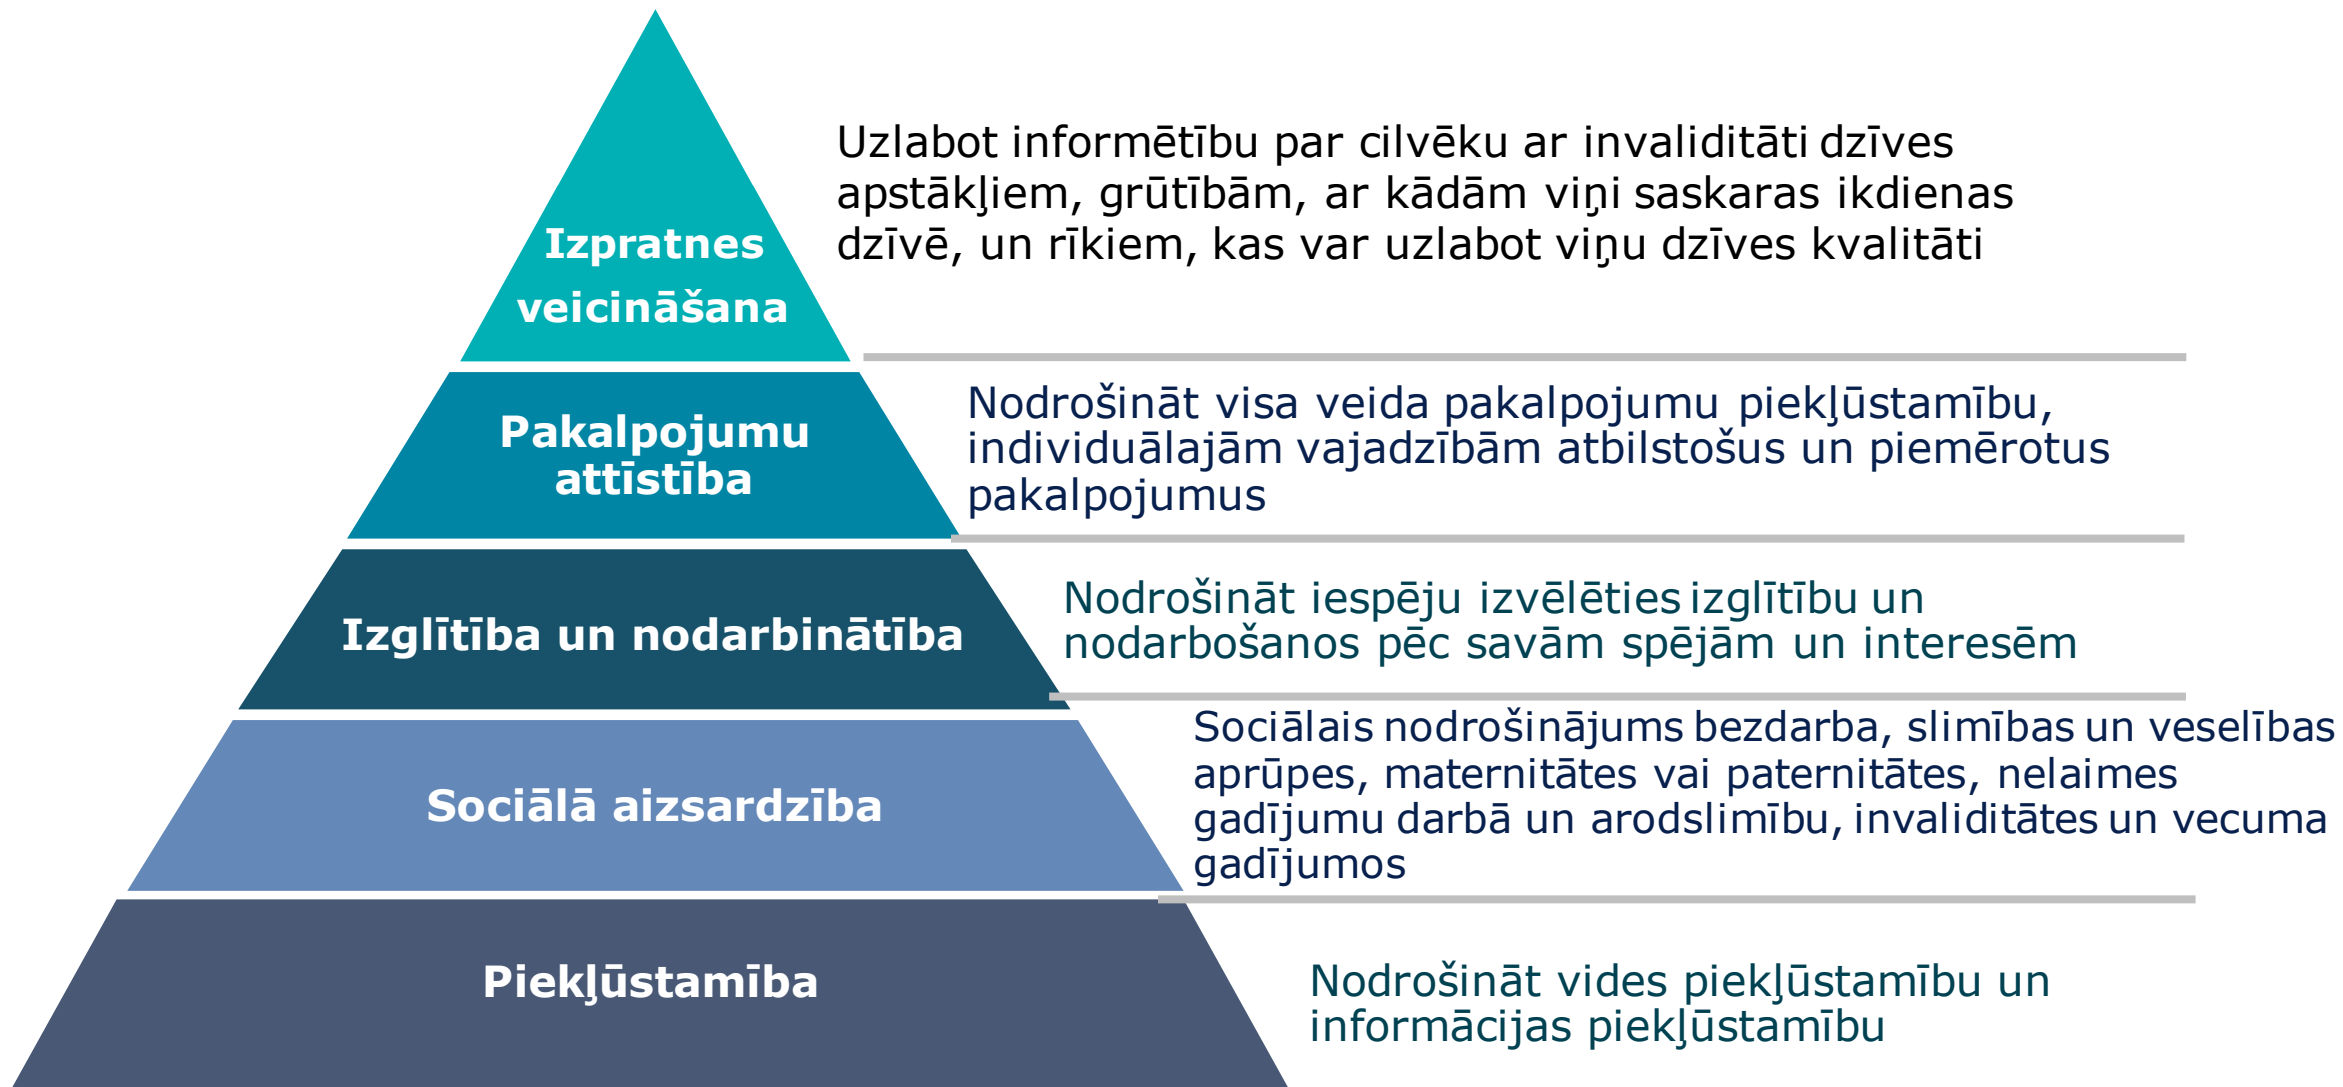 Izpratnes
veicināšana
Uzlabot informētību par cilvēku ar invaliditāti dzīves
apstākļiem, grūtībām, ar kādām viņi saskaras ikdienas
dzīvē, un rīkiem, kas var uzlabot viņu dzīves kvalitāti
Pakalpojumu
attīstība
Nodrošināt visa veida pakalpojumu piekļūstamību,
individuālajām vajadzībām atbilstošus un piemērotus
pakalpojumus
Izglītība un nodarbinātība
Nodrošināt iespēju izvēlēties izglītību un
nodarbošanos pēc savām spējām un interesēm
Sociālā aizsardzība
Sociālais nodrošinājums bezdarba, slimības un veselības
aprūpes, maternitātes vai paternitātes, nelaimes
gadījumu darbā un arodslimību, invaliditātes un vecuma
gadījumos
Piekļūstamība
Nodrošināt vides piekļūstamību un
informācijas piekļūstamību